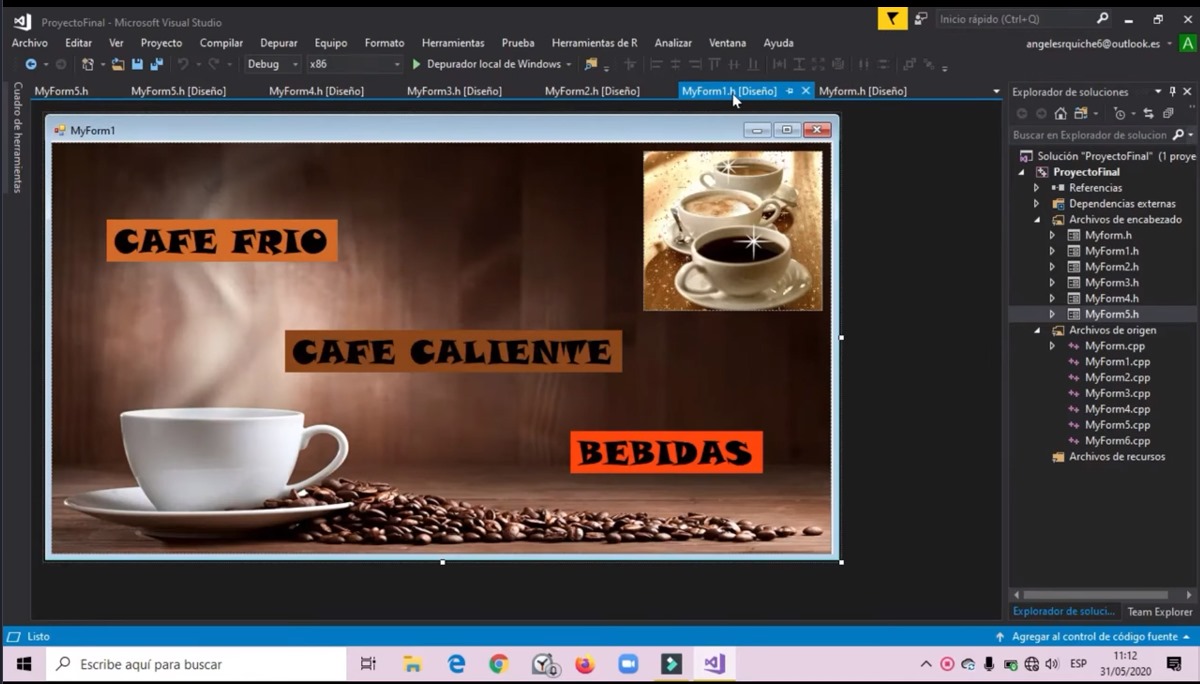 ProyectoFinal - Microsoft Visual Studio
Inicio rápido (Ctrl+Q)
Archivo Editar Ver Proyecto Compilar Depurar Equipo Formato Herramientas Prueba Herramientas de R Analizar Ventana Ayuda
angelesrquiche6@outlook.es
A
Debug x86 Depurador local de Windows
Cuadro de herramientas
MyForm5.h MyForm5.h [Diseño] MyForm4.h [Diseño] MyForm3.h [Diseño] MyForm2.h [Diseño] MyForm1.h [Diseño] Myform.h [Diseño]
MyForm1
CAFE FRIO
CAFE CALIENTE
BEBIDAS
Explorador de soluciones
Buscar en Explorador de solucion
Solución "ProyectoFinal" (1 proye
ProyectoFinal
Referencias
Dependencias externas
Archivos de encabezado
Myform.h
MyForm1.h
MyForm2.h
MyForm3.h
MyForm4.h
MyForm5.h
Archivos de origen
MyForm.cpp
MyForm1.cpp
MyForm2.cpp
MyForm3.cpp
MyForm4.cpp
MyForm5.cpp
MyForm6.cpp
Archivos de recursos
Explorador de soluci... Team Explorer
Listo
Agregar al control de código fuente
Escribe aquí para buscar
ESP
11:12
31/05/2020